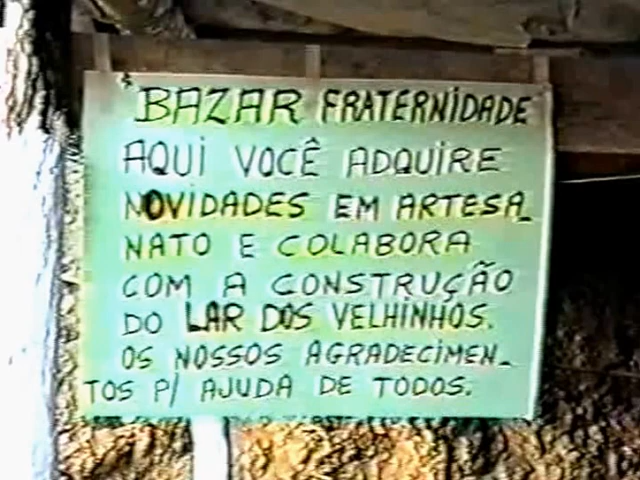 BAZAR FRATERNIDADE
AQUI VOCÊ ADQUIRE
NOVIDADES EM ARTESA_
NATO E COLABORA
COM A CONSTRUÇÃO
DO LAR DOS VELHINHOS.
OS NOSSOS AGRADECIMEN_
TOS P/ AJUDA DE TODOS.